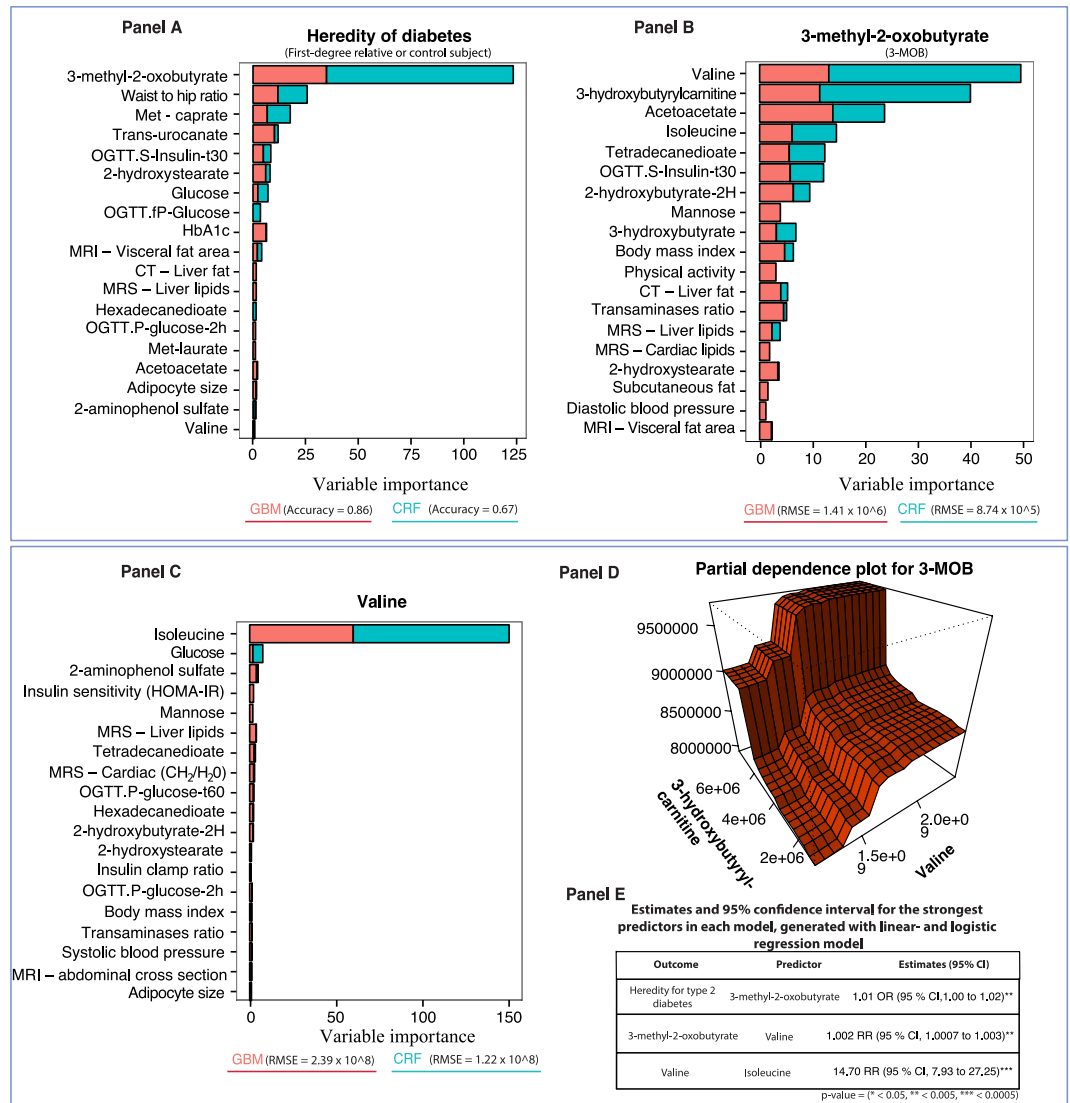 Panel A
Heredity of diabetes
(First-degree relative or control subject)
3-methyl-2-oxobutyrate
Waist to hip ratio
Met - caprate
Trans-urocanate
OGTT.S-Insulin-t30
2-hydroxystearate
Glucose
OGTT.fP-Glucose
HbA1c
MRI – Visceral fat area
CT – Liver fat
MRS – Liver lipids
Hexadecanedioate
OGTT.P-glucose-2h
Met-laurate
Acetoacetate
Adipocyte size
2-aminophenol sulfate
Valine
0 25 50 75 100 125
Variable importance
GBM (Accuracy = 0.86) CRF (Accuracy = 0.67)
Panel B
3-methyl-2-oxobutyrate
(3-MOB)
Valine
3-hydroxybutyrylcarnitine
Acetoacetate
Isoleucine
Tetradecanedioate
OGTT.S-Insulin-t30
2-hydroxybutyrate-2H
Mannose
3-hydroxybutyrate
Body mass index
Physical activity
CT – Liver fat
Transaminases ratio
MRS – Liver lipids
MRS – Cardiac lipids
2-hydroxystearate
Subcutaneous fat
Diastolic blood pressure
MRI – Visceral fat area
0 10 20 30 40 50
Variable importance
GBM (RMSE = 1.41 x 10^6) CRF (RMSE = 8.74 x 10^5)
Panel C
Valine
Isoleucine
Glucose
2-aminophenol sulfate
Insulin sensitivity (HOMA-IR)
Mannose
MRS – Liver lipids
Tetradecanedioate
MRS – Cardiac (CH2/H20)
OGTT.P-glucose-t60
Hexadecanedioate
2-hydroxybutyrate-2H
2-hydroxystearate
Insulin clamp ratio
OGTT.P-glucose-2h
Body mass index
Transaminases ratio
Systolic blood pressure
MRI – abdominal cross section
Adipocyte size
0 50 100 150
Variable importance
GBM (RMSE = 2.39 x 10^8) CRF (RMSE = 1.22 x 10^8)
Panel D
Partial dependence plot for 3-MOB
9500000
9000000
8500000
8000000
6e+06
4e+06
2e+06
3-hydroxybutyryl-
carnitine
1.5e+0
9
2.0e+0
9
Valine
Panel E
Estimates and 95% confidence interval for the strongest
predictors in each model, generated with linear- and logistic
regression model
Outcome Predictor Estimates (95% CI)
Heredity for type 2
diabetes 3-methyl-2-oxobutyrate 1.01 OR (95 % CI,1.00 to 1.02)**
3-methyl-2-oxobutyrate Valine 1.002 RR (95 % CI, 1.0007 to 1.003)**
Valine Isoleucine 14.70 RR (95 % CI, 7.93 to 27.25)***
p-value = (* < 0.05, ** < 0.005, *** < 0.0005)